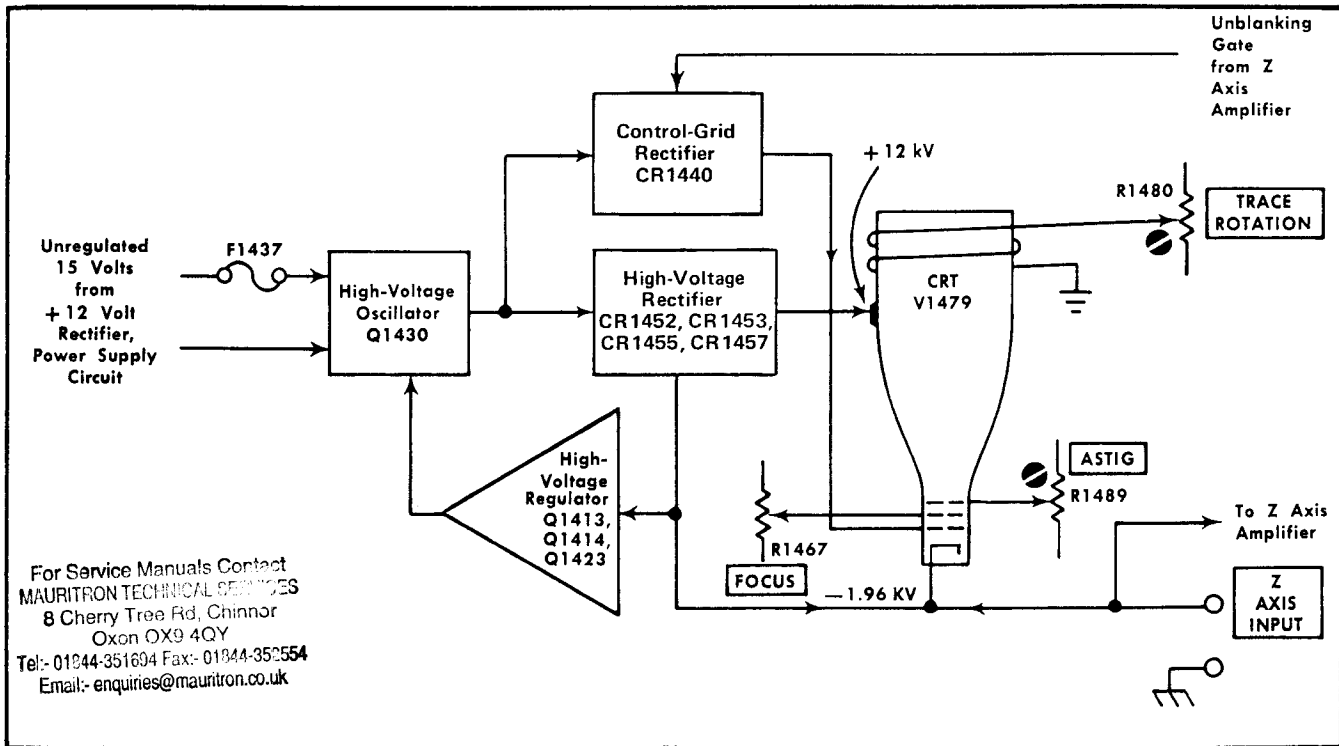 Unblanking
Gate
from Z
Axis
Amplifier
Control-Grid
Rectifier
CR1440
+ 12 kV
R1480
TRACE
ROTATION
Unregulated
15 Volts
from
+ 12 Volt
Rectifier,
Power Supply
Circuit
F1437
High-Voltage
Oscillator
Q1430
High-Voltage
Rectifier
CR1452, CR1453,
CR1455, CR1457
CRT
V1479
High-
Voltage
Regulator
Q1413,
Q1414,
Q1423
R1467
FOCUS
ASTIG
R1489
To Z Axis
Amplifier
— 1.96 KV
Z
AXIS
INPUT
For Service Manuals Contact
MAURITRON TECHNICAL
8 Cherry Tree Rd, Chinnor
Oxon OX9 4QY
Tel:- 01844-351694 Fax:- 01844-352554
Email:- enquiries@mauritron.co.uk